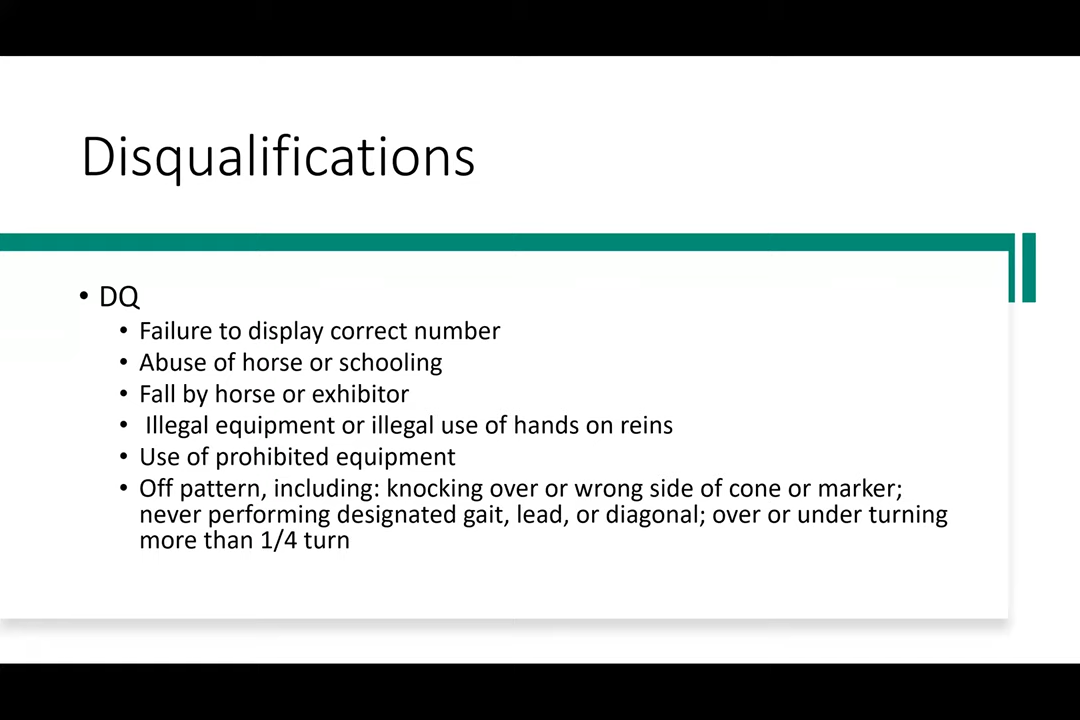 Disqualifications
• DQ
• Failure to display correct number
• Abuse of horse or schooling
• Fall by horse or exhibitor
• Illegal equipment or illegal use of hands on reins
• Use of prohibited equipment
• Off pattern, including: knocking over or wrong side of cone or marker;
never performing designated gait, lead, or diagonal; over or under turning
more than 1/4 turn